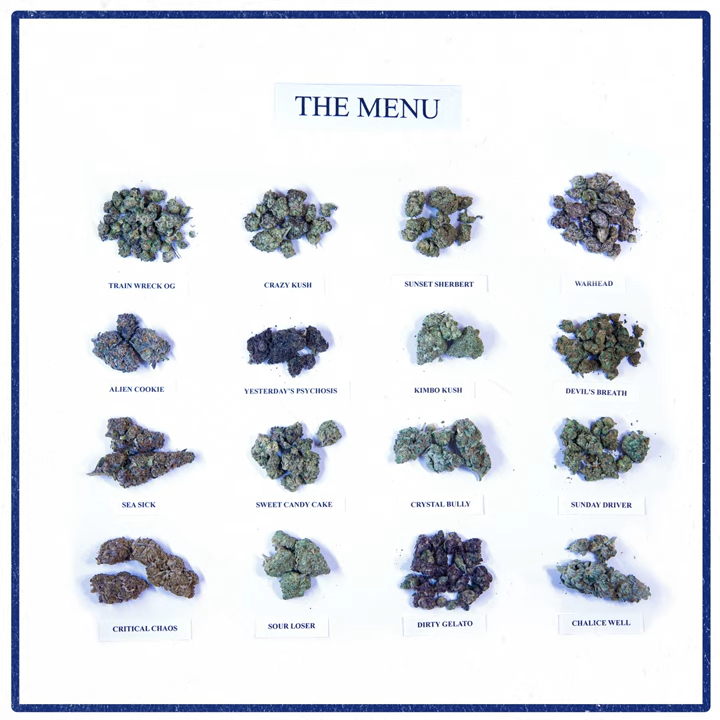 THE MENU
TRAIN WRECK OG
CRAZY KUSH
SUNSET SHERBERT
WARHEAD
ALIEN COOKIE
YESTERDAY'S PSYCHOSIS
KIMBO KUSH
DEVIL'S BREATH
SEA SICK
SWEET CANDY CAKE
CRYSTAL BULLY
SUNDAY DRIVER
CRITICAL CHAOS
SOUR LOSER
DIRTY GELATO
CHALICE WELL